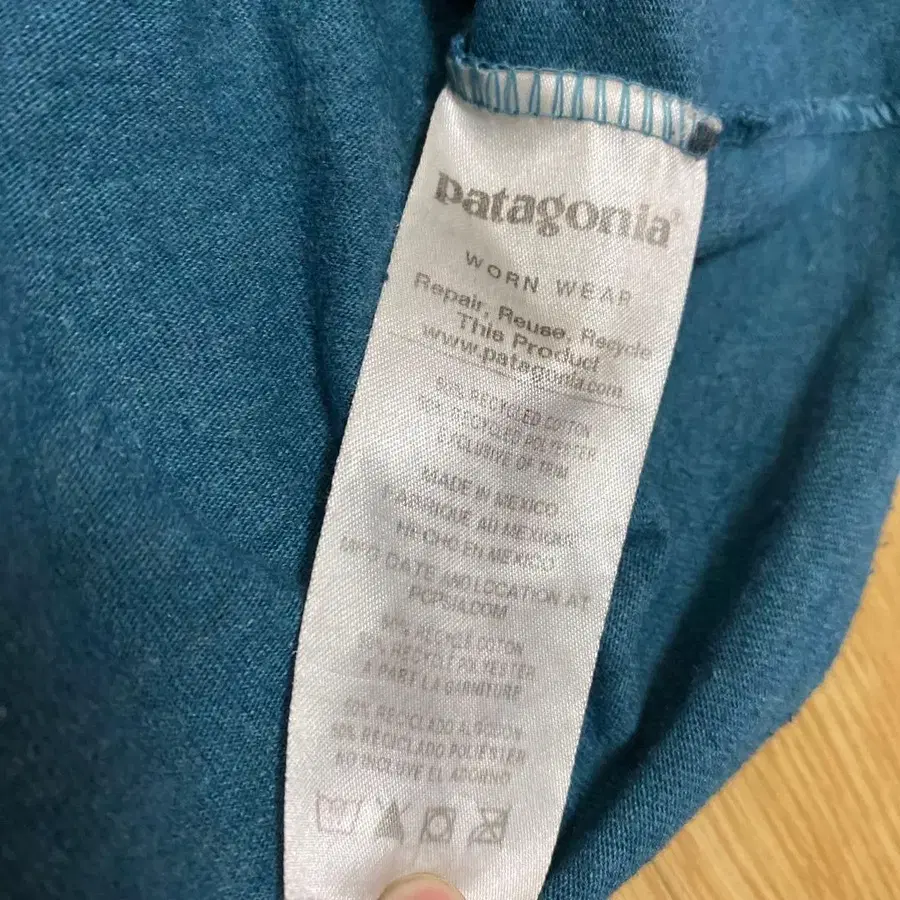 patagonia®
WORN WEAR
Repair, Reuse, Recycle
This Product
www.patagonia.com
RECYCLED COTTON
RECYCLED POLYESTER
EXCLUSIVE OF TRIM
MADE IN MEXICO
FABRIQUE AU MEXIQUE
HECHO EN MEXICO
MFG DATE AND LOCATION AT
PCPSIA.COM
RECYCLE COTON
RECYCLE POLYESTER
A PART LA GARNITURE
RECICLADO ALGODON
RECICLADO POLIESTER
NO INCLUYE EL ADORNO